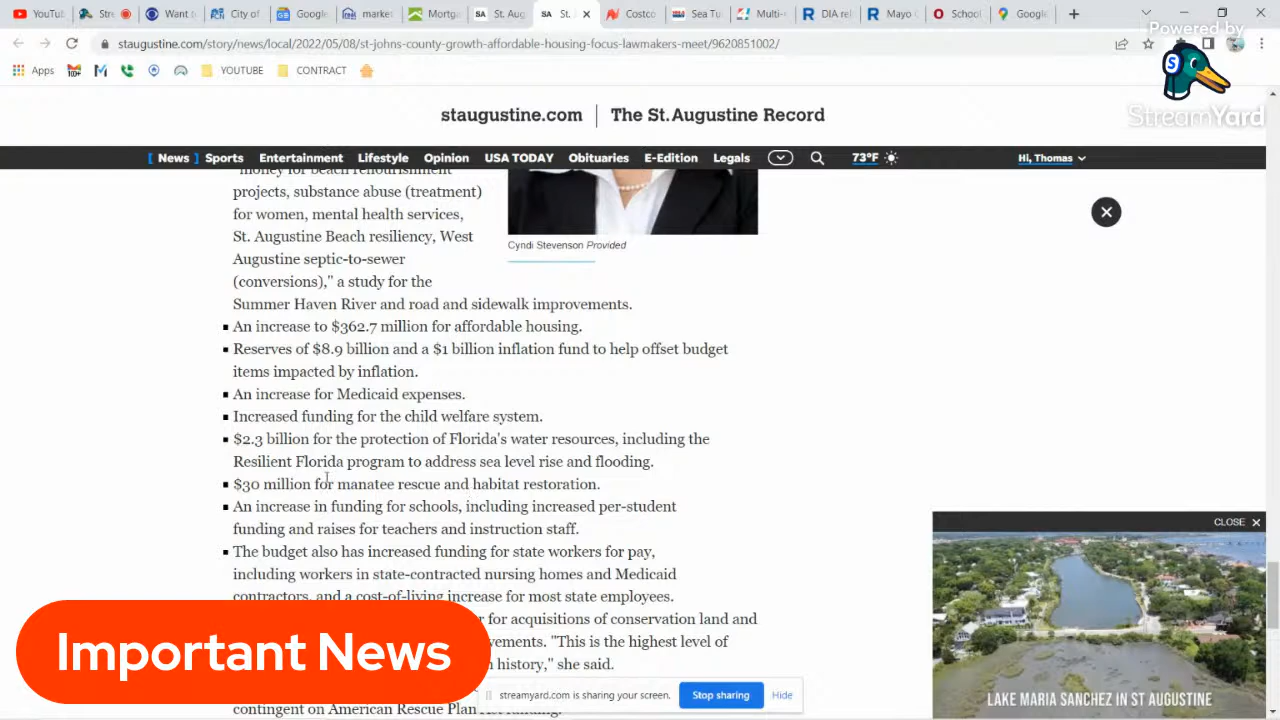 YouTub
Stre
Want to
City of
Google
market
Mortga
SA St. Aug
SA St.
Costco
Sea Tu
Multi-
DIA rel
Mayo C
School
Google
staugustine.com/story/news/local/2022/05/08/st-johns-county-growth-affordable-housing-focus-lawmakers-meet/9620851002/
Apps
YOUTUBE
CONTRACT
Powered by
StreamYard
staugustine.com | The St. Augustine Record
[ News ] Sports Entertainment Lifestyle Opinion USA TODAY Obituaries E-Edition Legals 73°F Hi, Thomas
"money for beach renourishment
projects, substance abuse (treatment)
for women, mental health services,
St. Augustine Beach resiliency, West
Augustine septic-to-sewer
(conversions)," a study for the
Summer Haven River and road and sidewalk improvements.
Cyndi Stevenson Provided
▪ An increase to $362.7 million for affordable housing.
▪ Reserves of $8.9 billion and a $1 billion inflation fund to help offset budget
items impacted by inflation.
▪ An increase for Medicaid expenses.
▪ Increased funding for the child welfare system.
▪ $2.3 billion for the protection of Florida's water resources, including the
Resilient Florida program to address sea level rise and flooding.
▪ $30 million for manatee rescue and habitat restoration.
▪ An increase in funding for schools, including increased per-student
funding and raises for teachers and instruction staff.
▪ The budget also has increased funding for state workers for pay,
including workers in state-contracted nursing homes and Medicaid
contractors, and a cost-of-living increase for most state employees.
for acquisitions of conservation land and
"This is the highest level of
history," she said.
contingent on American Rescue Plan Act funding.
Important News
streamyard.com is sharing your screen.
Stop sharing
Hide
CLOSE ×
LAKE MARIA SANCHEZ IN ST AUGUSTINE